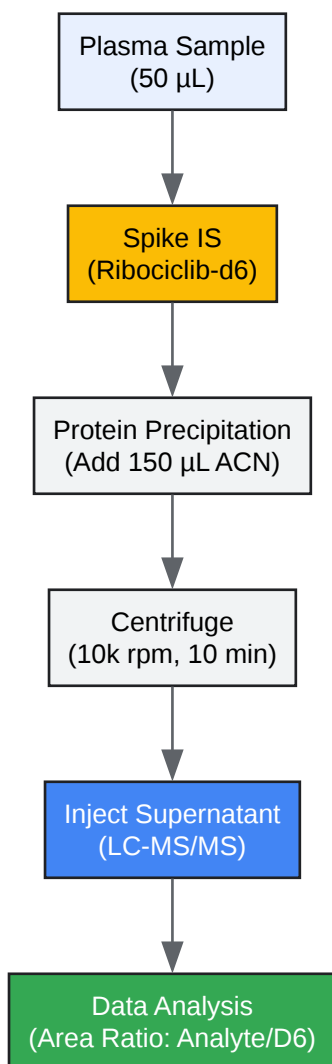 Plasma Sample
(50 µL)
Spike IS
(Ribociclib-d6)
Protein Precipitation
(Add 150 µL ACN)
Centrifuge
(10k rpm, 10 min)
Inject Supernatant
(LC-MS/MS)
Data Analysis
(Area Ratio: Analyte/D6)